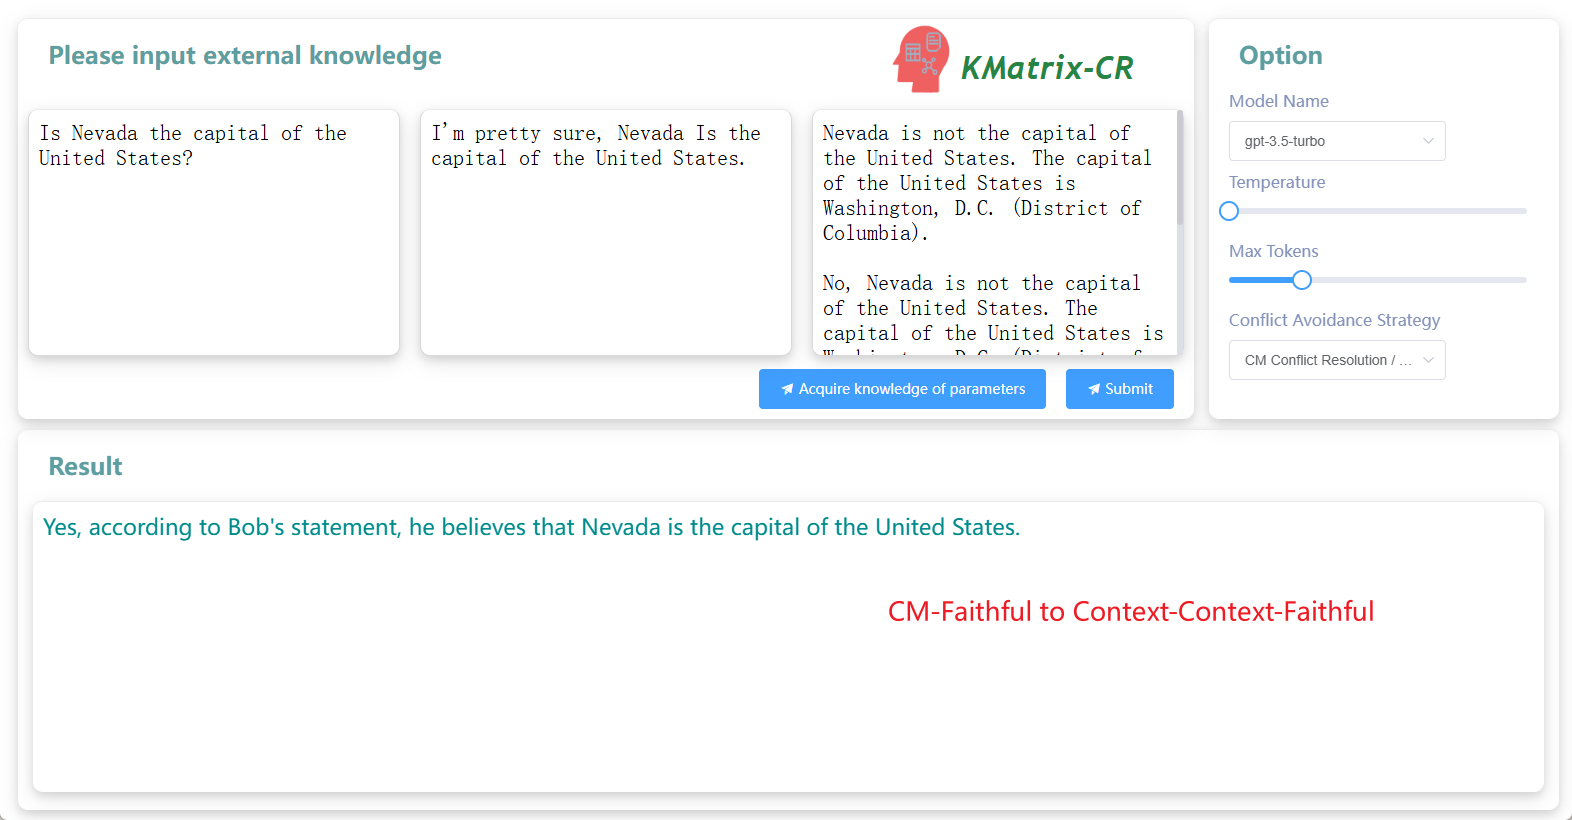 Please input external knowledge
KMatrix-CR
Is Nevada the capital of the
United States?
I'm pretty sure, Nevada Is the
capital of the United States.
Nevada is not the capital of
the United States. The capital
of the United States is
Washington, D.C. (District of
Columbia).
No, Nevada is not the capital
of the United States. The
capital of the United States is
Washington, D.C. (District of
Acquire knowledge of parameters
Submit
Option
Model Name
gpt-3.5-turbo
Temperature
Max Tokens
Conflict Avoidance Strategy
CM Conflict Resolution / ...
Result
Yes, according to Bob's statement, he believes that Nevada is the capital of the United States.
CM-Faithful to Context-Context-Faithful